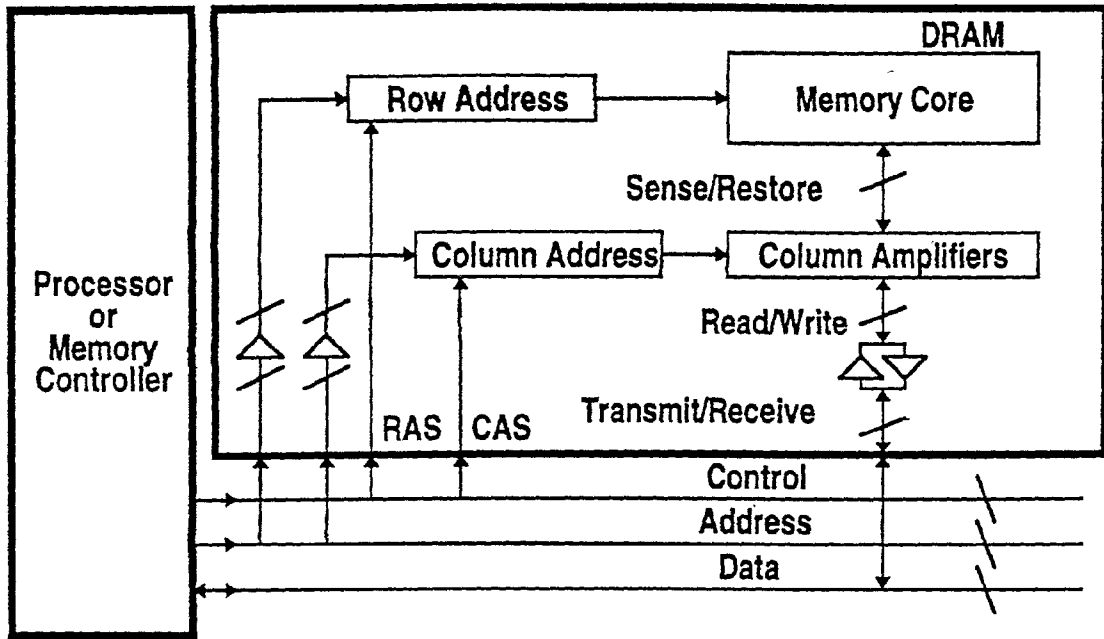 DRAM
Row Address
Memory Core
Sense/Restore
Column Address
Column Amplifiers
Processor
or
Memory
Controller
Read/Write
Transmit/Receive
RAS
CAS
Control
Address
Data